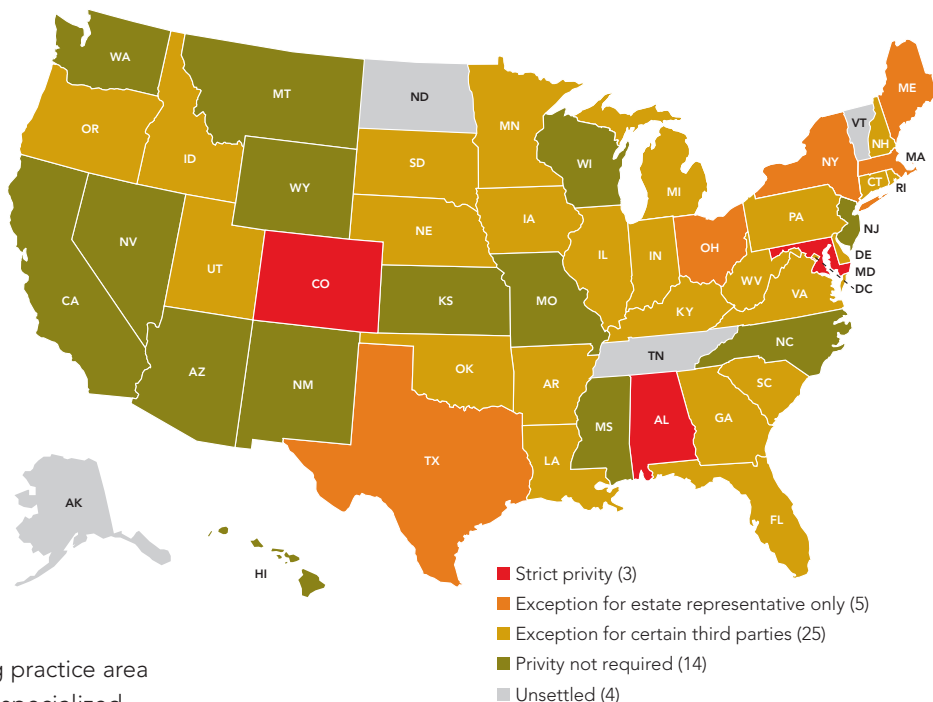 WA
MT
ND
MN
OR
ID
SD
WI
WY
MI
NY
VT
NH
ME
MA
CT
RI
NV
UT
NE
IA
IL
IN
OH
PA
NJ
CA
CO
KS
MO
KY
WV
VA
DE
MD
DC
AZ
NM
OK
AR
TN
NC
SC
MS
AL
GA
TX
LA
FL
AK
HI
Strict privity (3)
Exception for estate representative only (5)
Exception for certain third parties (25)
Privity not required (14)
Unsettled (4)
g practice area